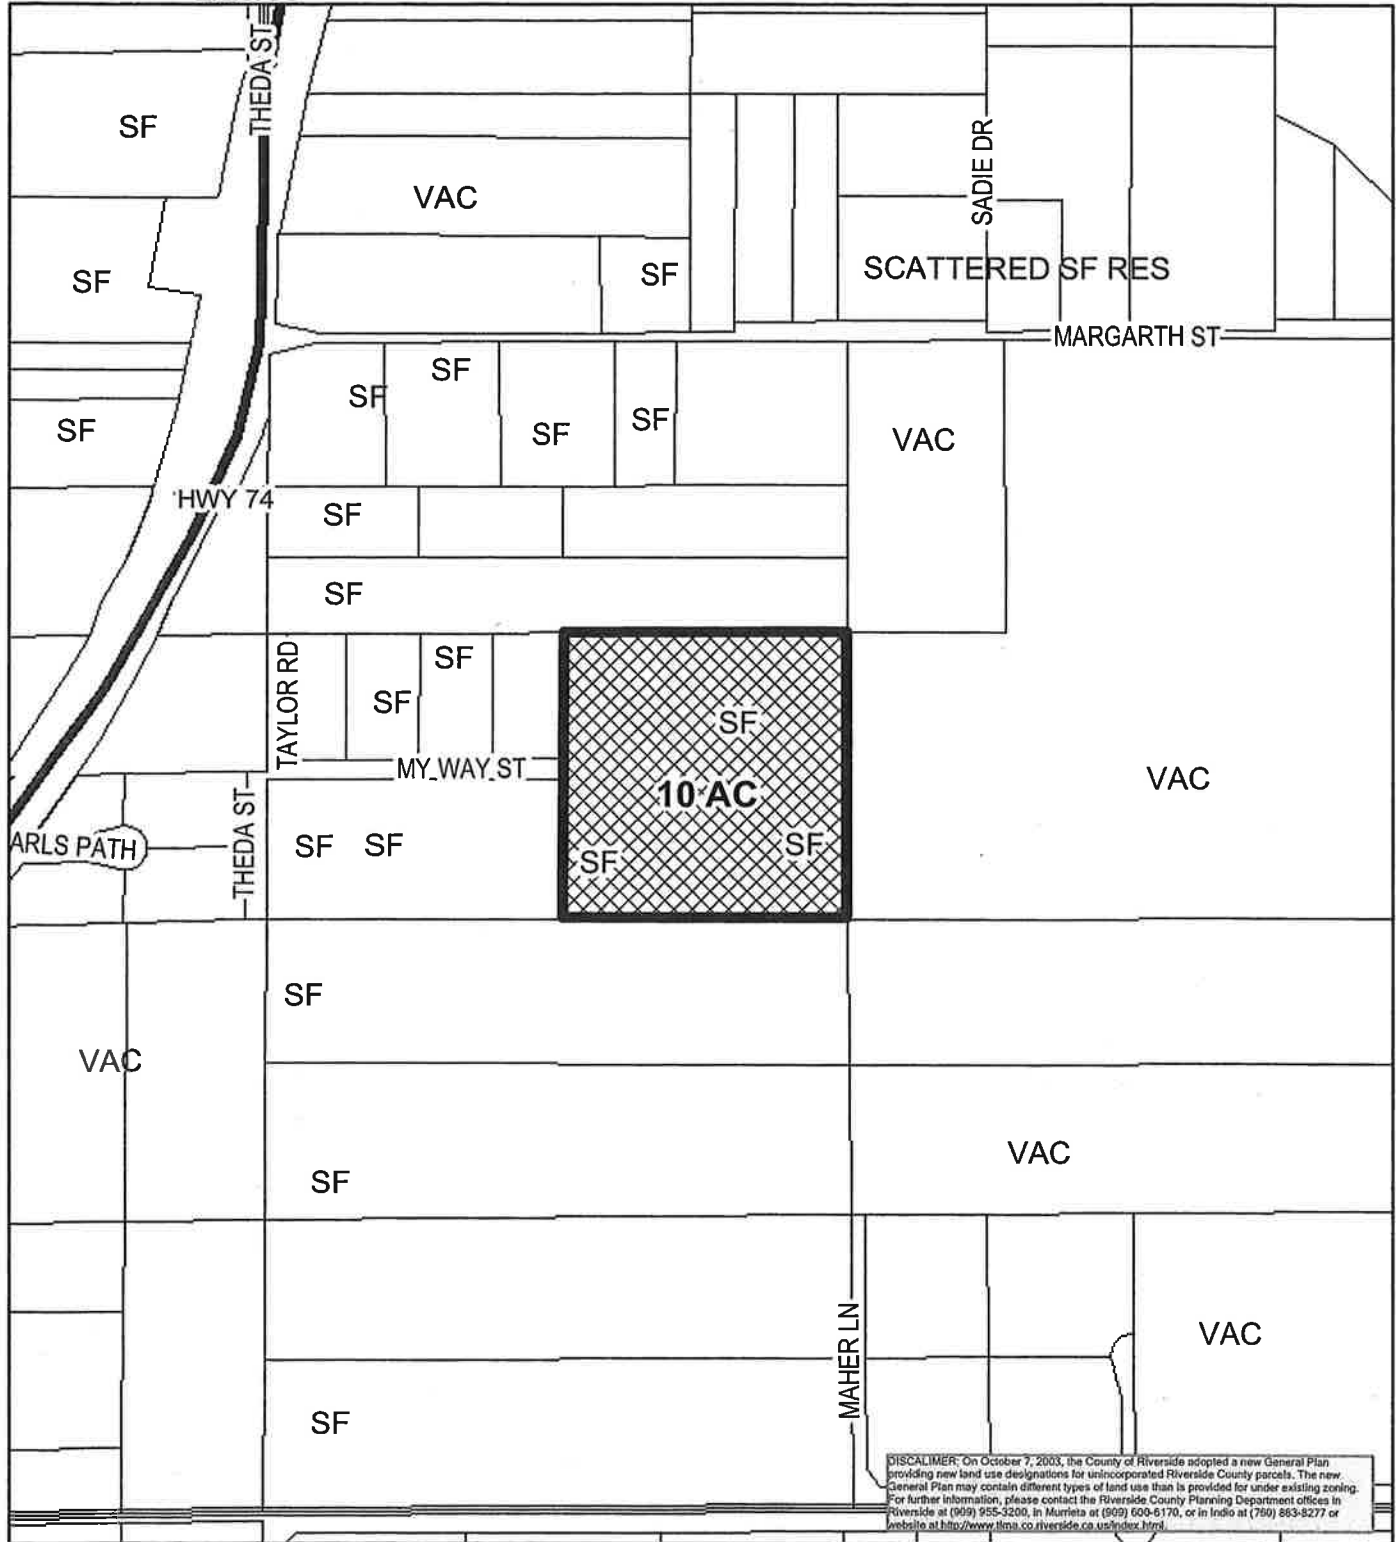 THEDA ST
SF
SADIE DR
VAC
SF
SF
SCATTERED SF RES
MARGARTH ST
SF
SF
SF
SF
SF
VAC
HWY 74
SF
SF
TAYLOR RD
SF
SF
SF
MY WAY ST
10 AC
VAC
THEDA ST
ARLS PATH
SF
SF
SF
SF
SF
VAC
VAC
SF
MAHER LN
VAC
SF
DISCALIMER: On October 7, 2003, the County of Riverside adopted a new General Plan
providing new land use designations for unincorporated Riverside County parcels. The new
General Plan may contain different types of land use than is provided for under existing zoning.
For further information, please contact the Riverside County Planning Department offices in
Riverside at (909) 955-3200, in Murrieta at (909) 600-6170, or in Indio at (760) 863-8277 or
website at http://www.tlma.co.riverside.ca.us/index.html.